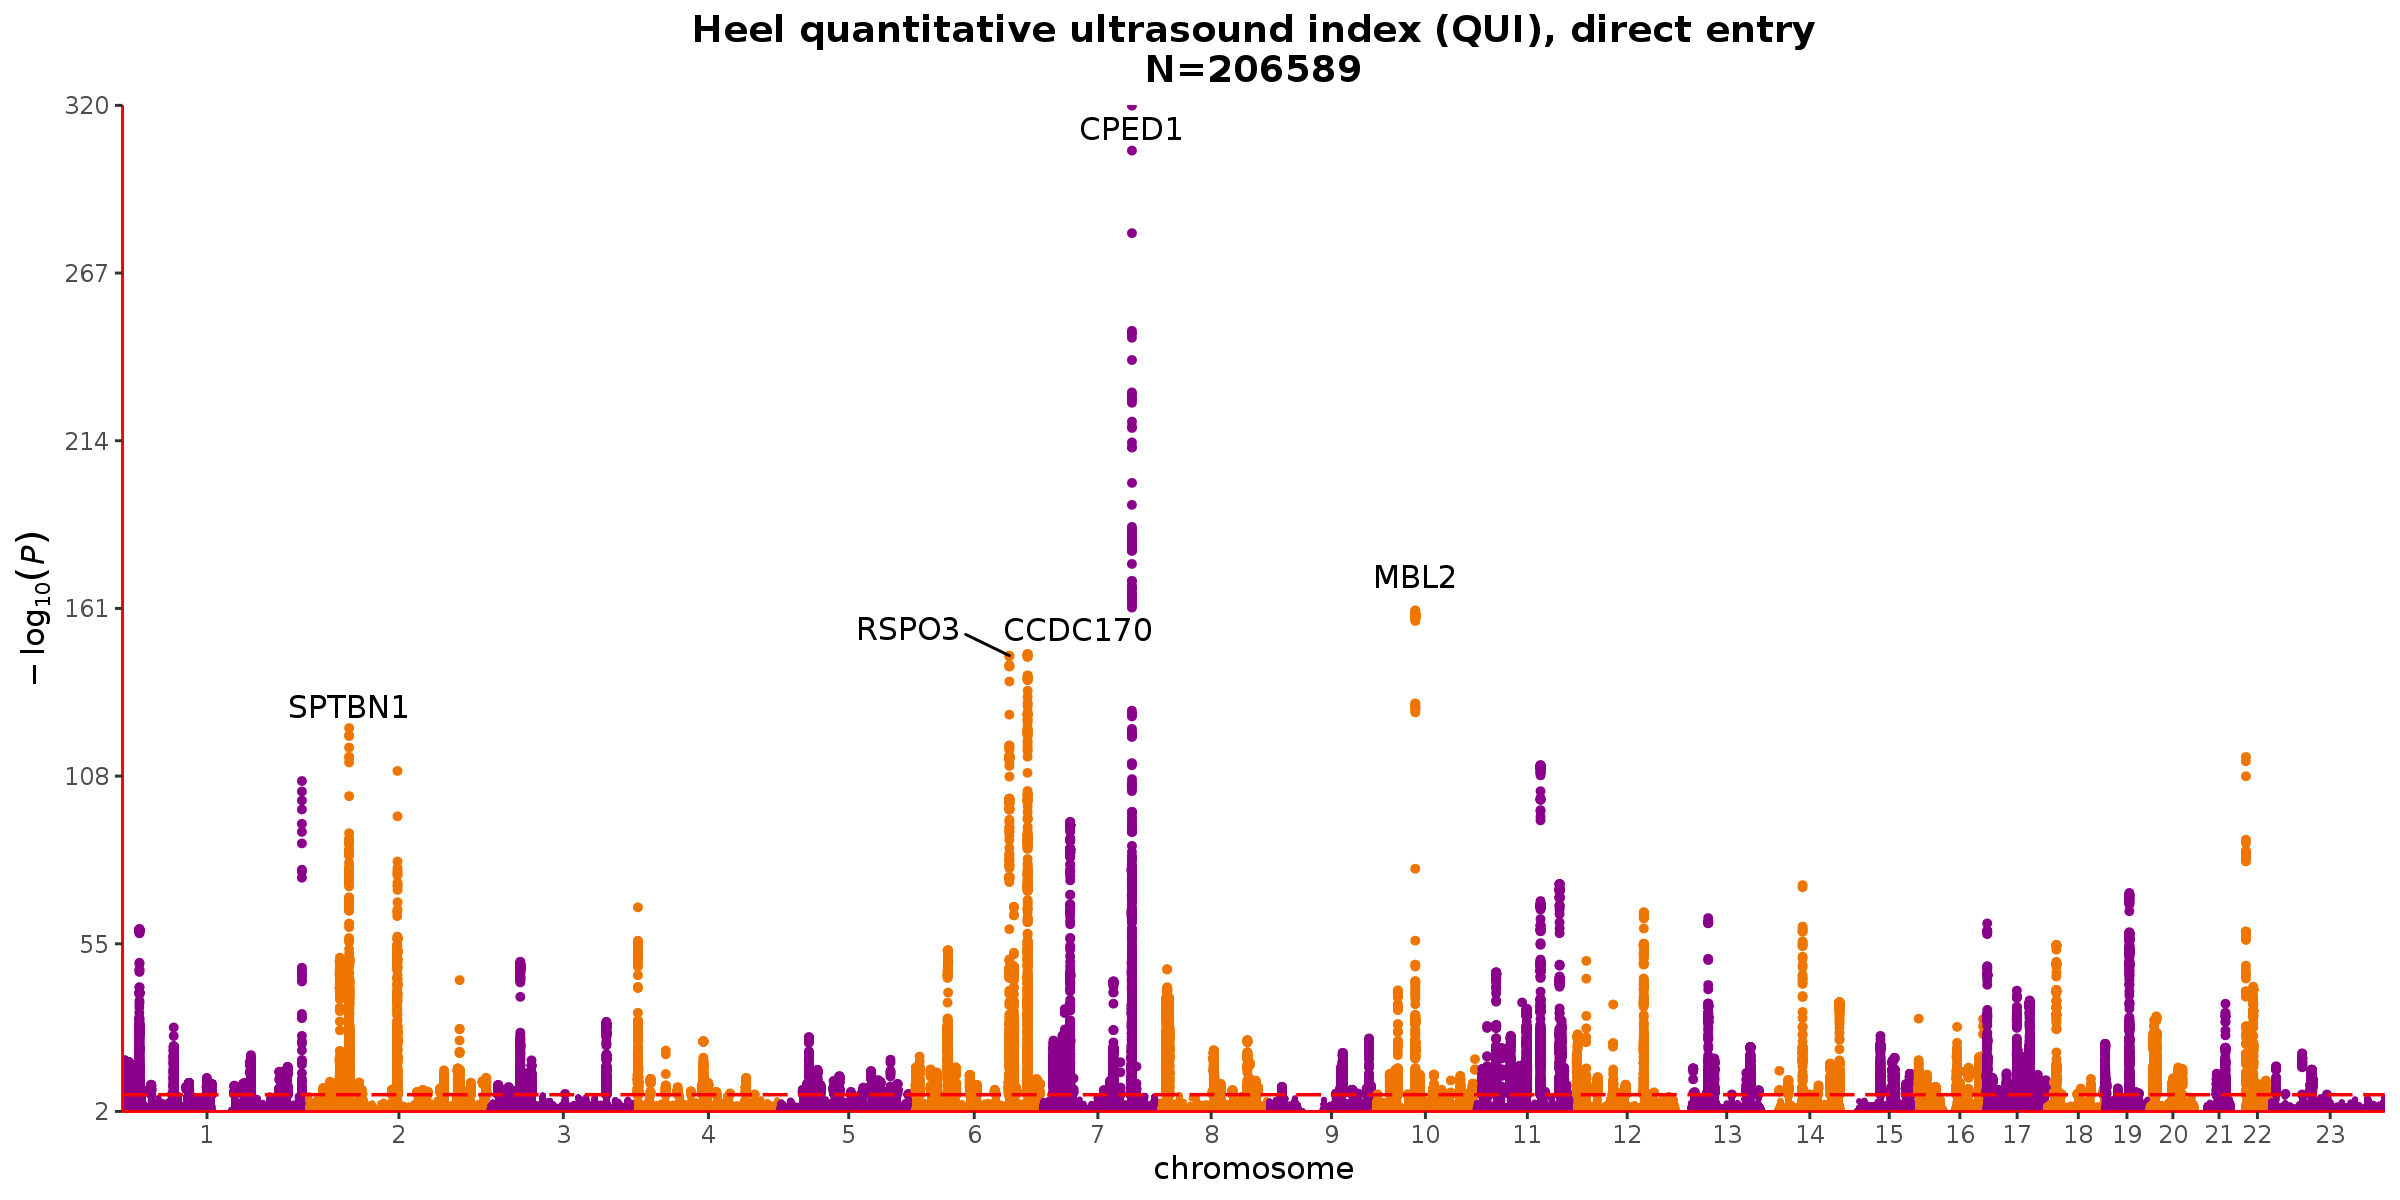 Heel quantitative ultrasound index (QUI), direct entry
N=206589
320
CPED1
267
214
161
MBL2
RSPO3
CCDC170
SPTBN1
108
55
2
−log10(P)
1 2 3 4 5 6 7 8 9 10 11 12 13 14 15 16 17 18 19 20 21 22 23
chromosome